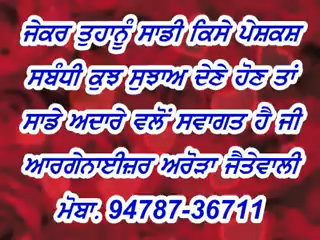 ਜੇਕਰ ਤੁਹਾਨੂੰ ਸਾਡੀ ਕਿਸੇ ਪੇਸ਼ਕਸ਼
ਸਬੰਧੀ ਕੁਝ ਸੁਝਾਅ ਦੇਣੇ ਹੋਣ ਤਾਂ
ਸਾਡੇ ਅਦਾਰੇ ਵਲੋਂ ਸਵਾਗਤ ਹੈ ਜੀ
ਆਰਗੇਨਾਈਜ਼ਰ ਅਰੋੜਾ ਜੈਤੇਵਾਲੀ
ਮੋਬਾ. 94787-36711